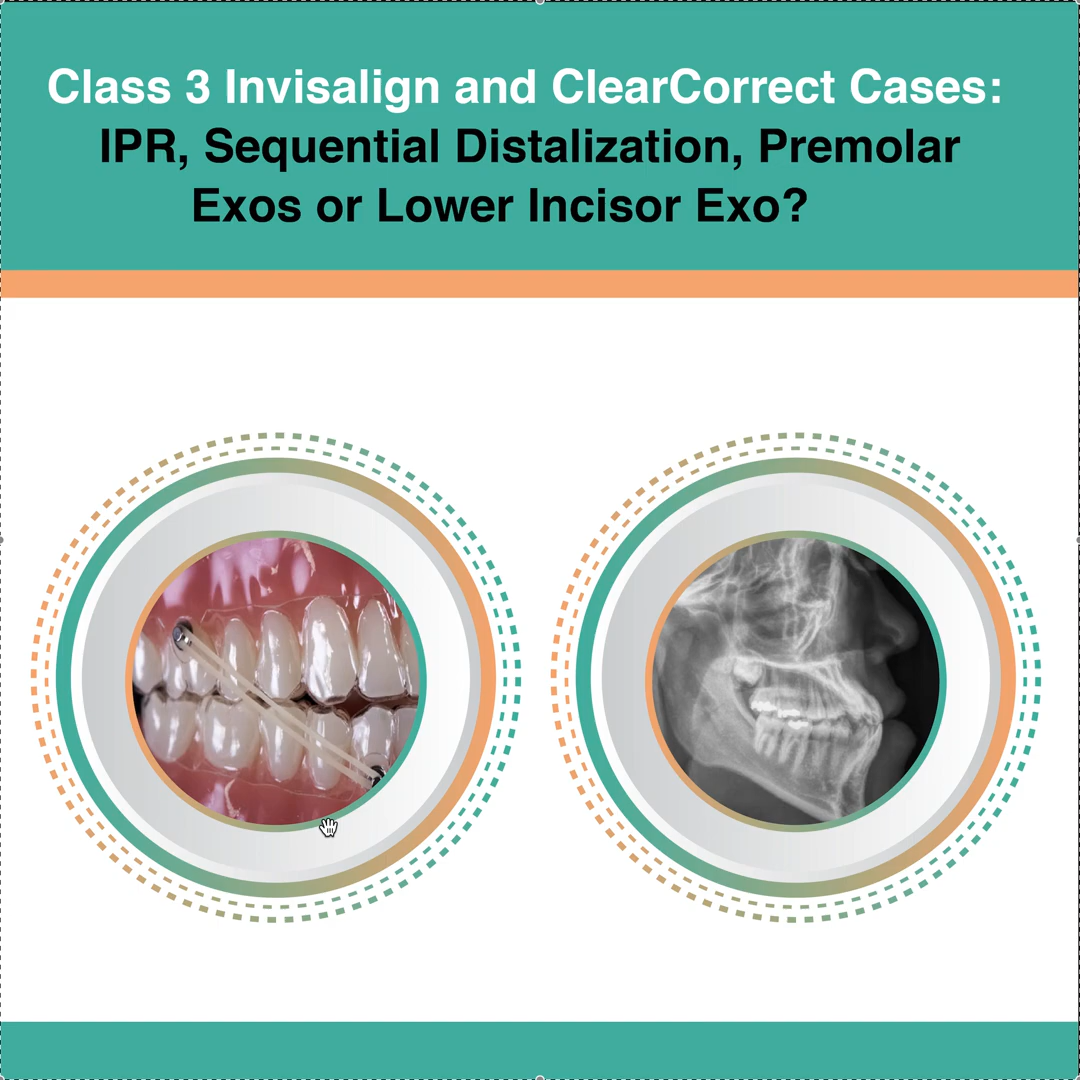 Class 3 Invisalign and ClearCorrect Cases:
IPR, Sequential Distalization, Premolar
Exos or Lower Incisor Exo?